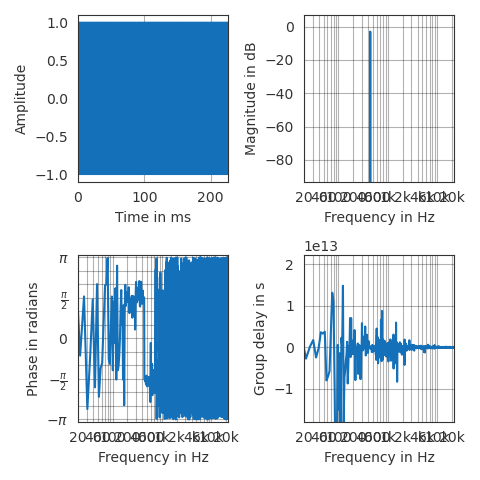 1.0
0.5
0.0
−0.5
−1.0
Amplitude
0
100
200
Time in ms
0
−20
−40
−60
−80
Magnitude in dB
Frequency in Hz
π
π/2
0
−π/2
−π
Phase in radians
Frequency in Hz
1e13
2
1
0
−1
Group delay in s
Frequency in Hz